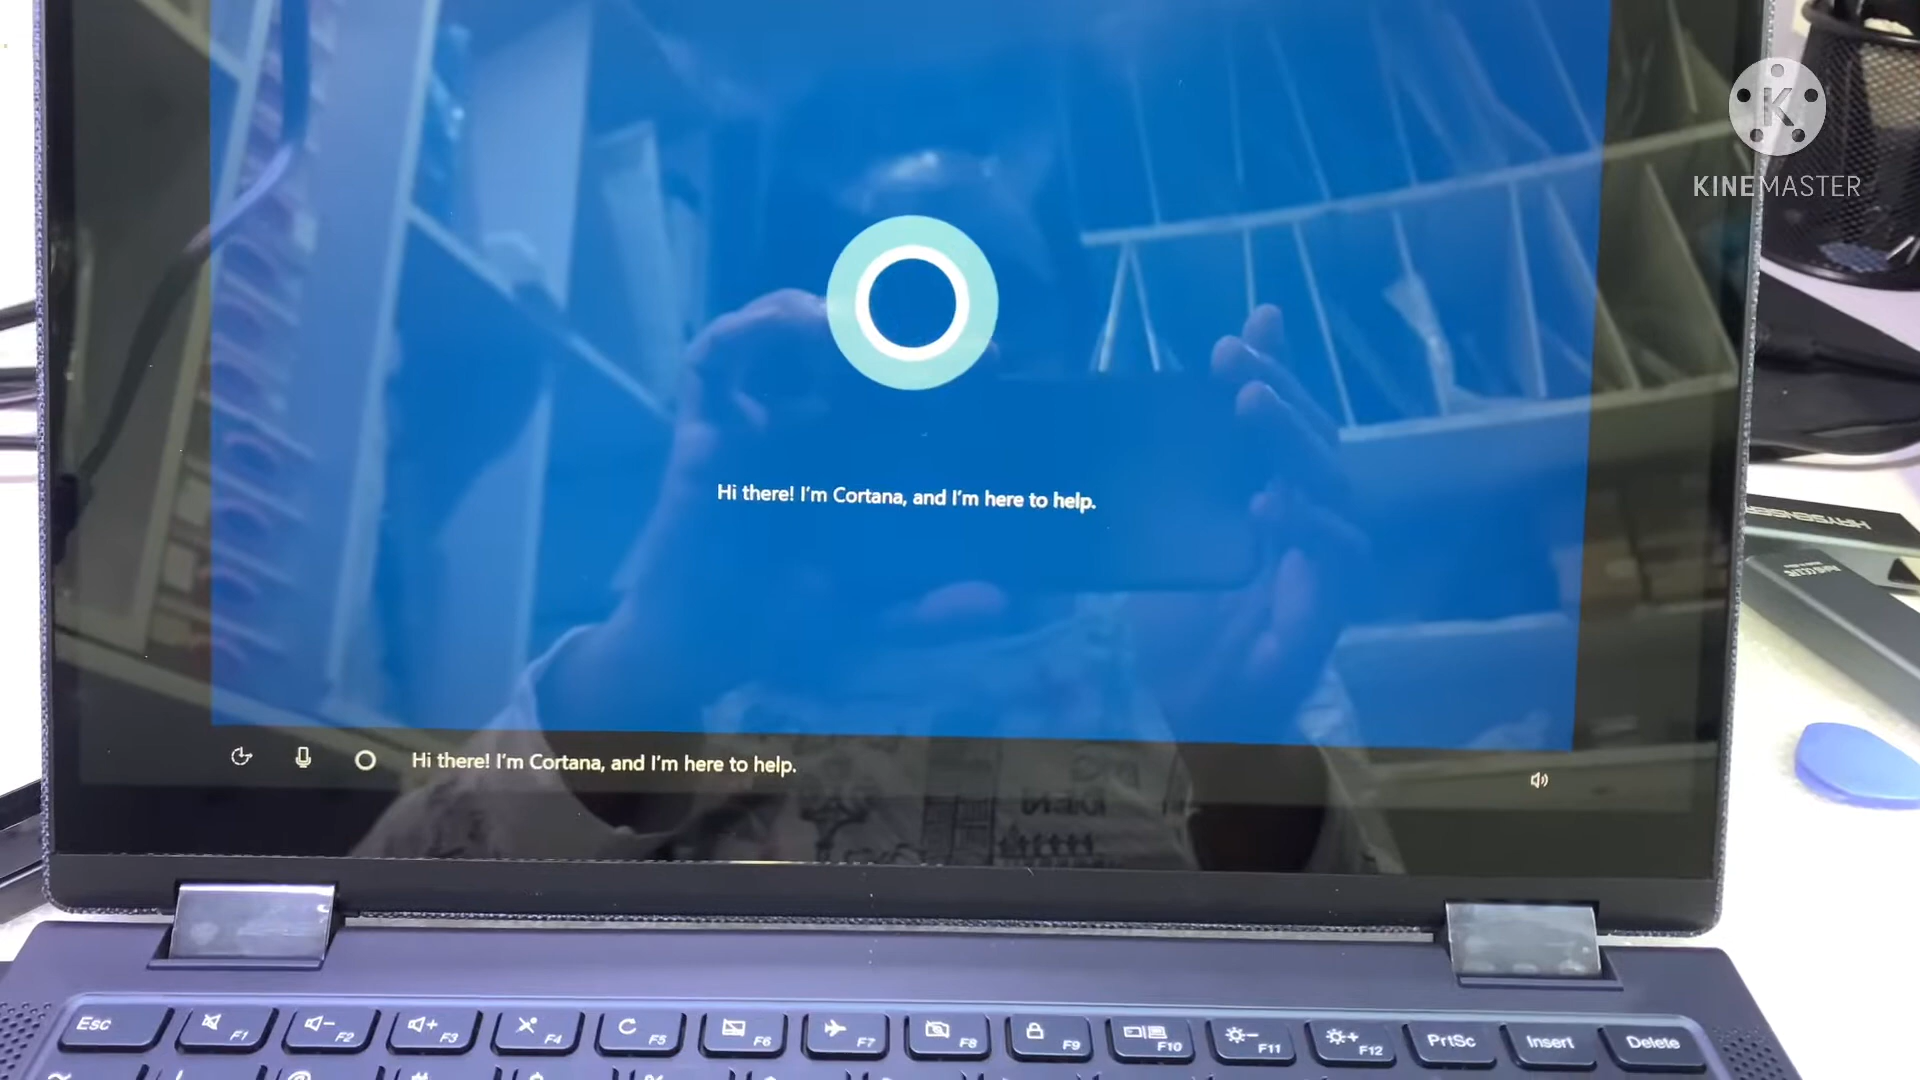 KINEMASTER
Hi there! I'm Cortana, and I'm here to help.
Hi there! I'm Cortana, and I'm here to help.
Esc F1 F2 F3 F4 F5 F6 F7 F8 F9 F10 F11 F12 PrtSc Insert Delete